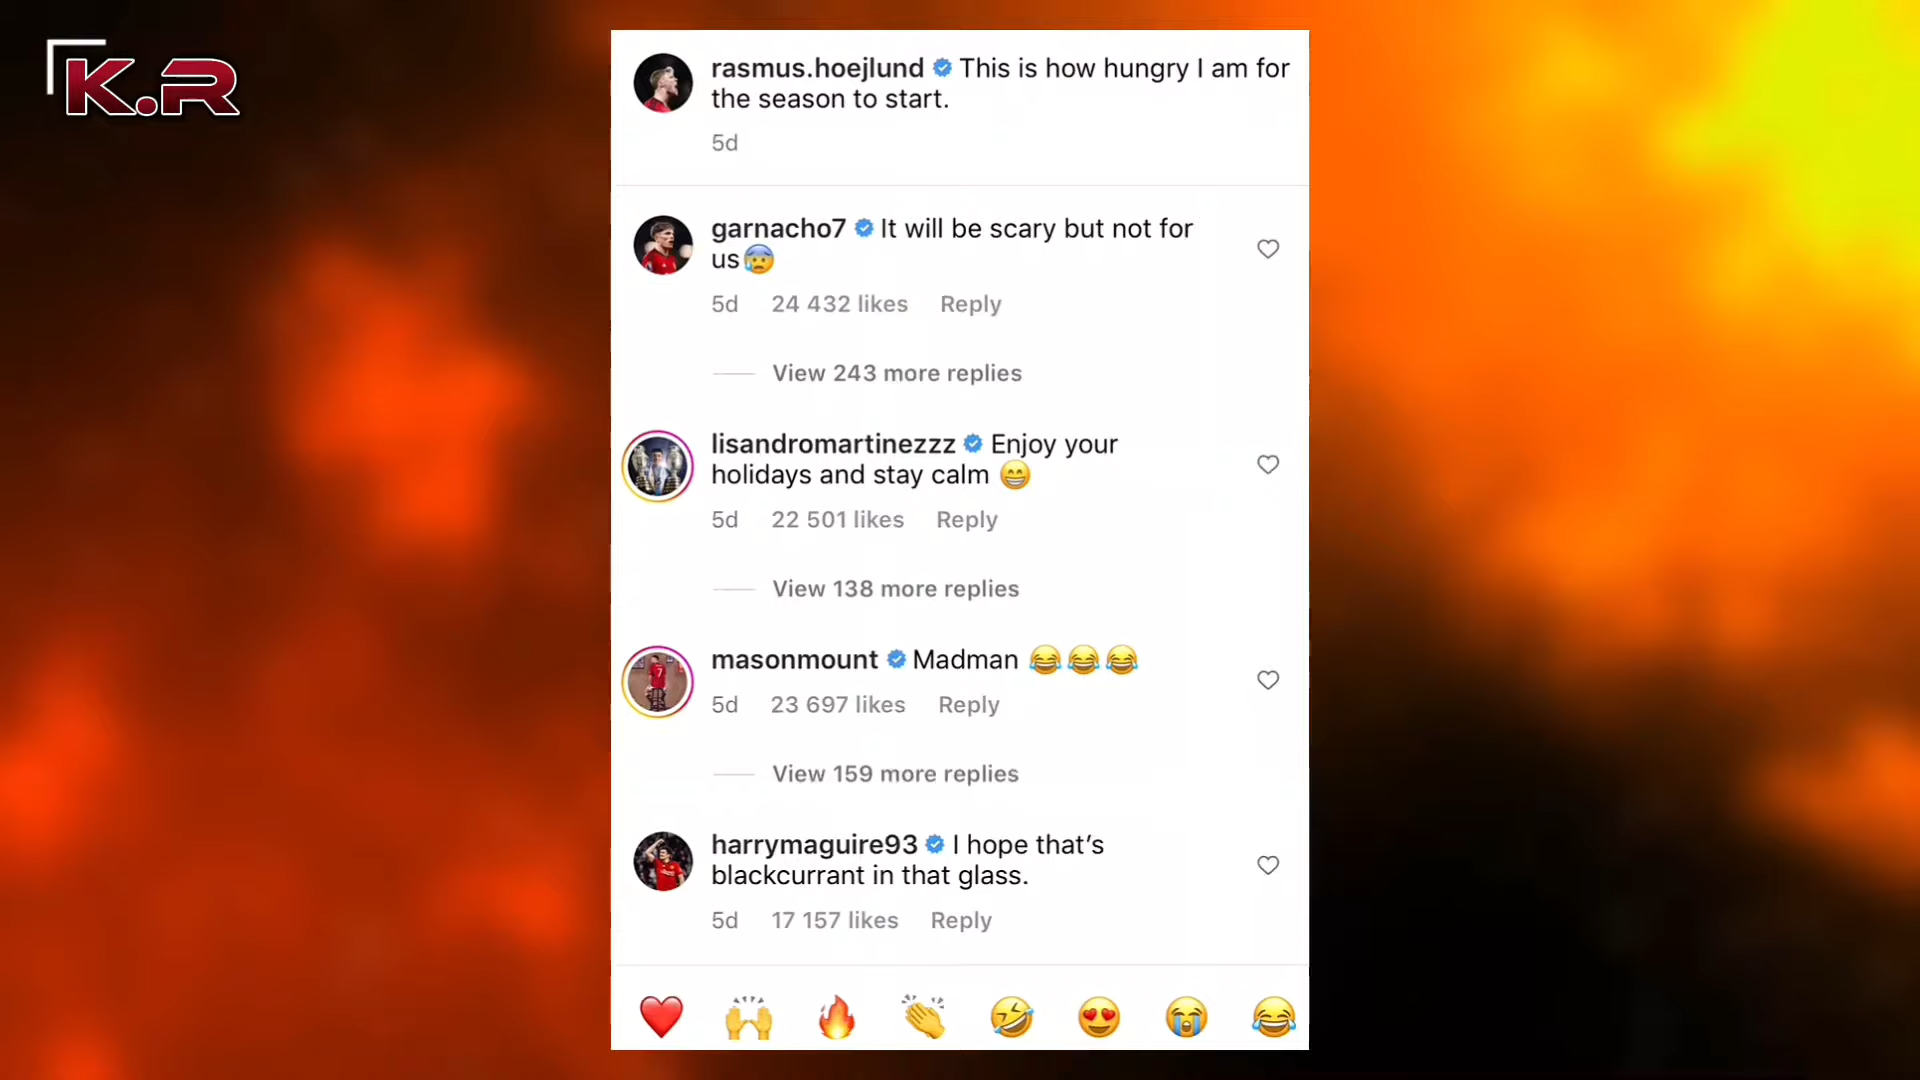 K.R
rasmus.hoejlund This is how hungry I am for
the season to start.
5d
garnacho7 It will be scary but not for
us😰
5d 24 432 likes Reply
View 243 more replies
lisandromartinezzz Enjoy your
holidays and stay calm 😁
5d 22 501 likes Reply
View 138 more replies
masonmount Madman 😂😂😂
5d 23 697 likes Reply
View 159 more replies
harrymaguire93 I hope that’s
blackcurrant in that glass.
5d 17 157 likes Reply